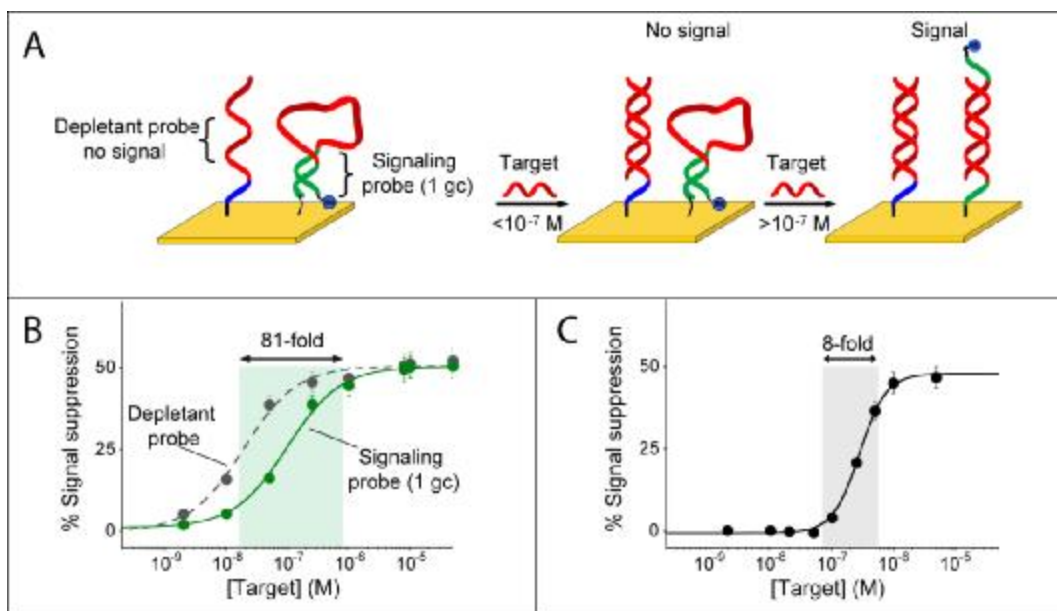 A
No signal
Signal
Depletant probe
no signal
Signaling
probe (1 gc)
Target
<10⁻⁷ M
Target
>10⁻⁷ M
B
81-fold
50
25
0
% Signal suppression
Depletant
probe
Signaling
probe (1 gc)
10⁻⁹ 10⁻⁸ 10⁻⁷ 10⁻⁶ 10⁻⁵
[Target] (M)
C
8-fold
50
25
0
% Signal suppression
10⁻⁹ 10⁻⁸ 10⁻⁷ 10⁻⁶ 10⁻⁵
[Target] (M)